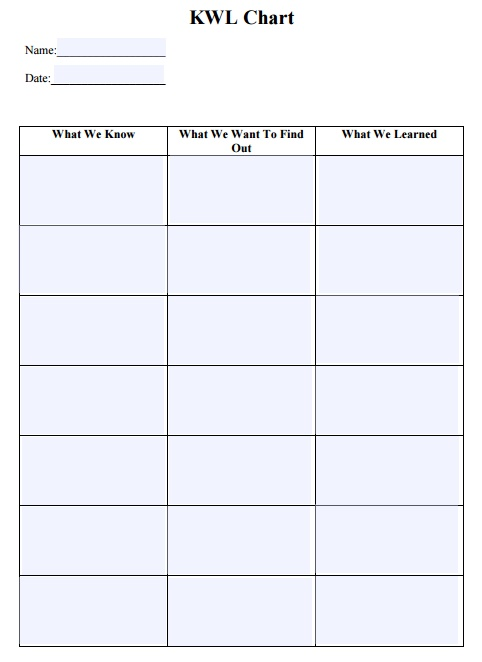 KWL Chart
Name:
Date:
What We Know
What We Want To Find
Out
What We Learned